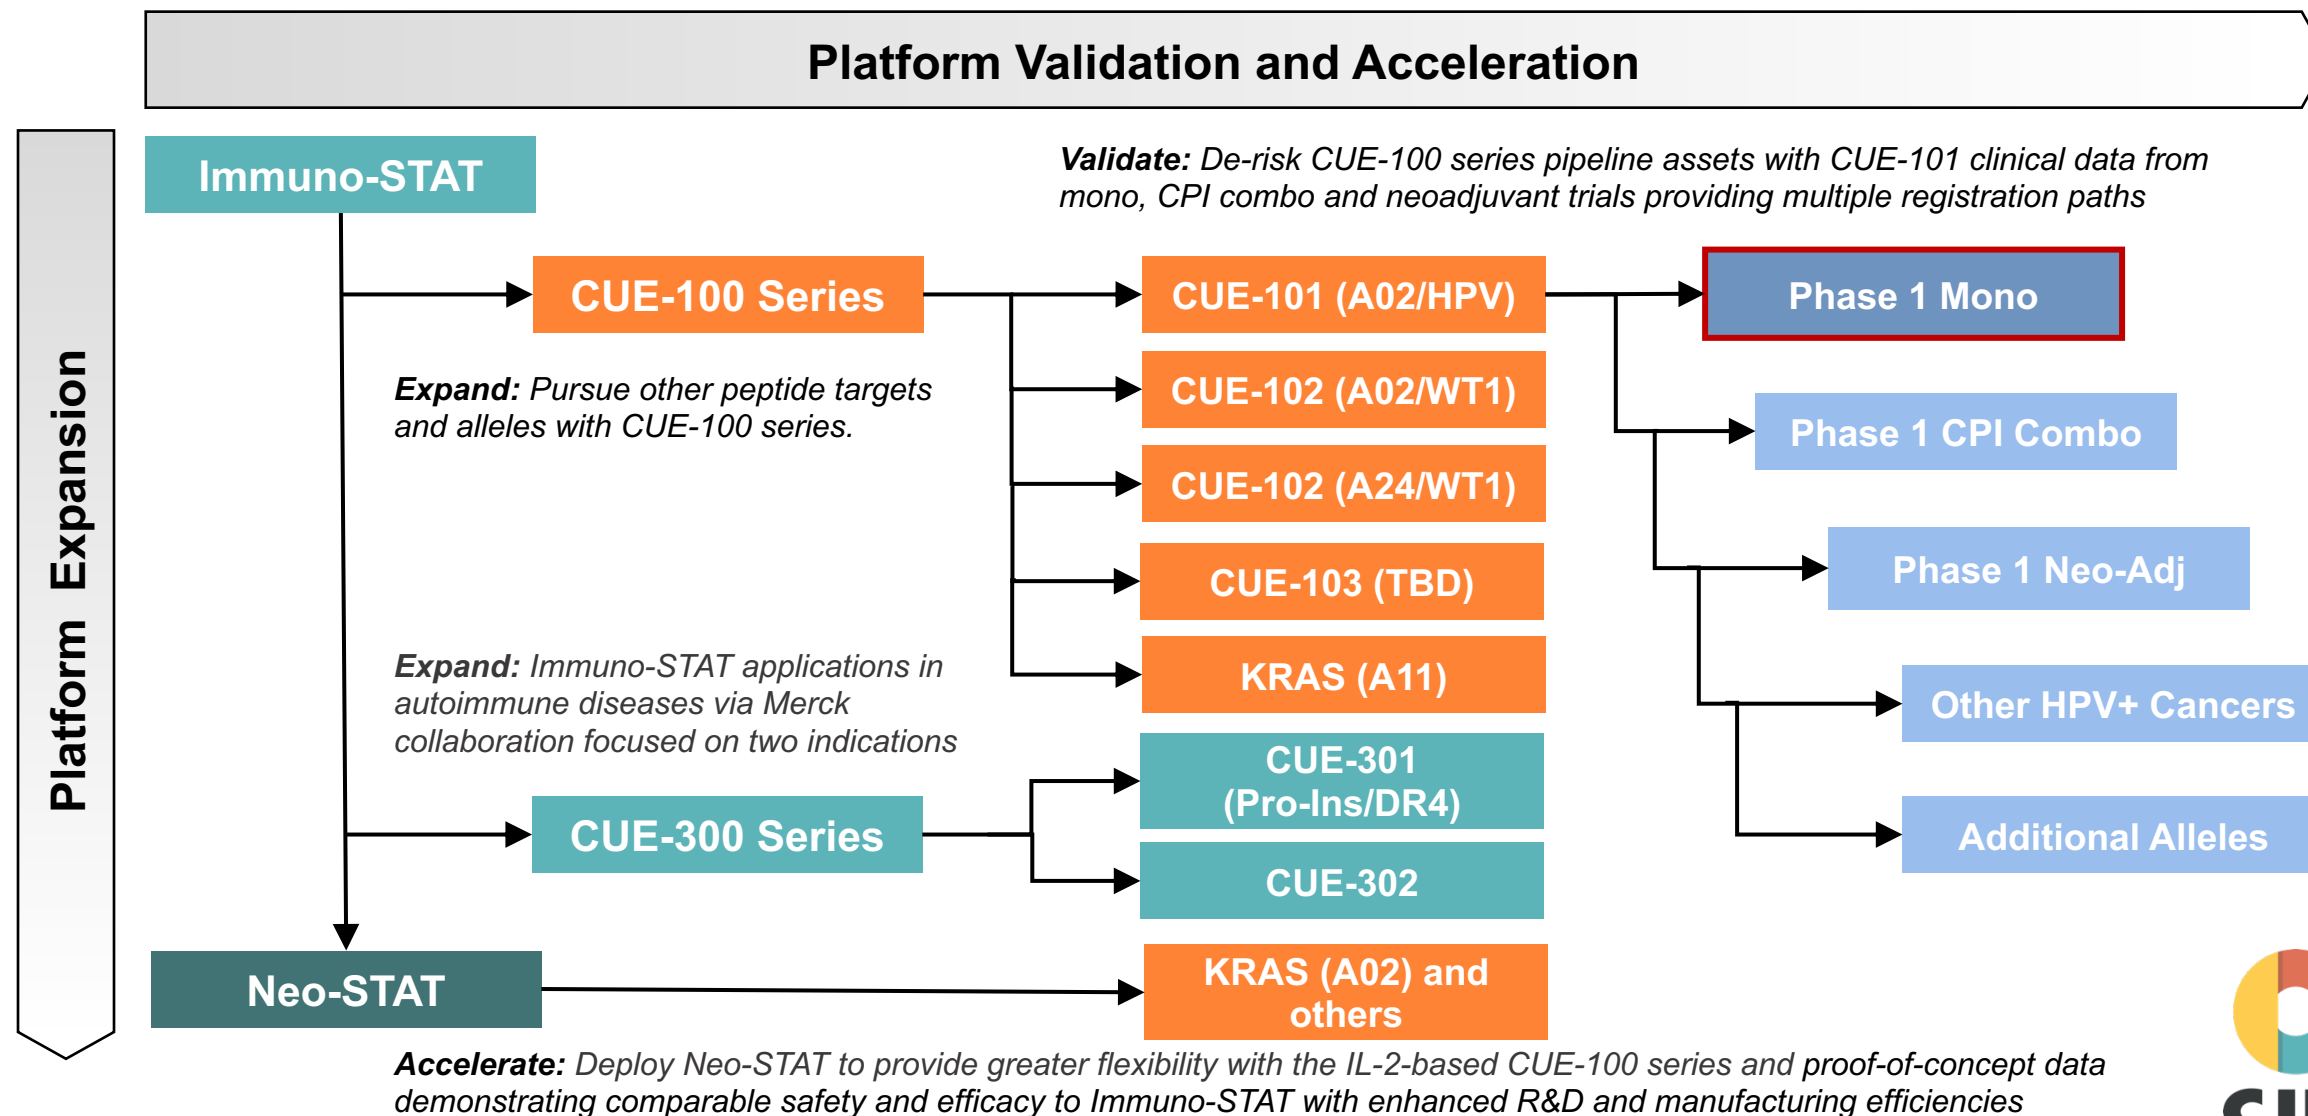 Platform Validation and Acceleration
Platform Expansion
Immuno-STAT
Validate: De-risk CUE-100 series pipeline assets with CUE-101 clinical data from
mono, CPI combo and neoadjuvant trials providing multiple registration paths
CUE-100 Series
CUE-101 (A02/HPV)
Phase 1 Mono
Expand: Pursue other peptide targets
and alleles with CUE-100 series.
CUE-102 (A02/WT1)
Phase 1 CPI Combo
CUE-102 (A24/WT1)
CUE-103 (TBD)
Phase 1 Neo-Adj
Expand: Immuno-STAT applications in
autoimmune diseases via Merck
collaboration focused on two indications
KRAS (A11)
Other HPV+ Cancers
CUE-300 Series
CUE-301
(Pro-Ins/DR4)
Additional Alleles
CUE-302
Neo-STAT
KRAS (A02) and
others
Accelerate: Deploy Neo-STAT to provide greater flexibility with the IL-2-based CUE-100 series and proof-of-concept data
demonstrating comparable safety and efficacy to Immuno-STAT with enhanced R&D and manufacturing efficiencies